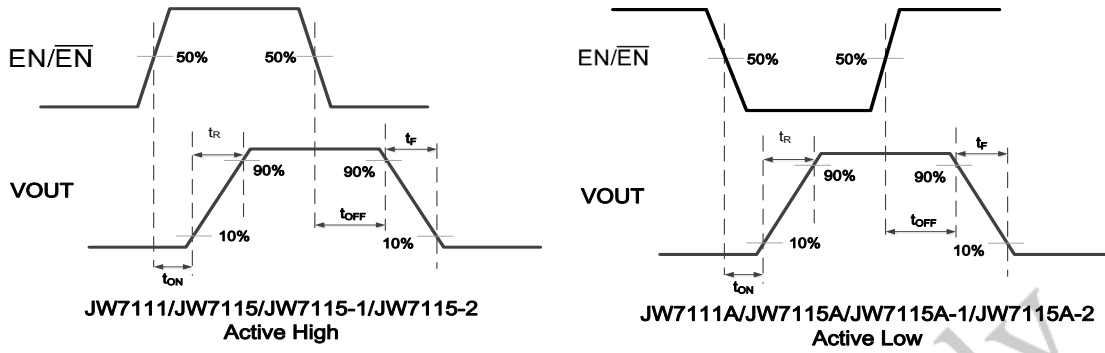 EN/EN
50%
50%
tR
tF
VOUT
90%
90%
tOFF
10%
10%
tON
JW7111/JW7115/JW7115-1/JW7115-2
Active High
EN/EN
50%
50%
tR
tF
VOUT
90%
90%
tOFF
10%
10%
tON
JW7111A/JW7115A/JW7115A-1/JW7115A-2
Active Low